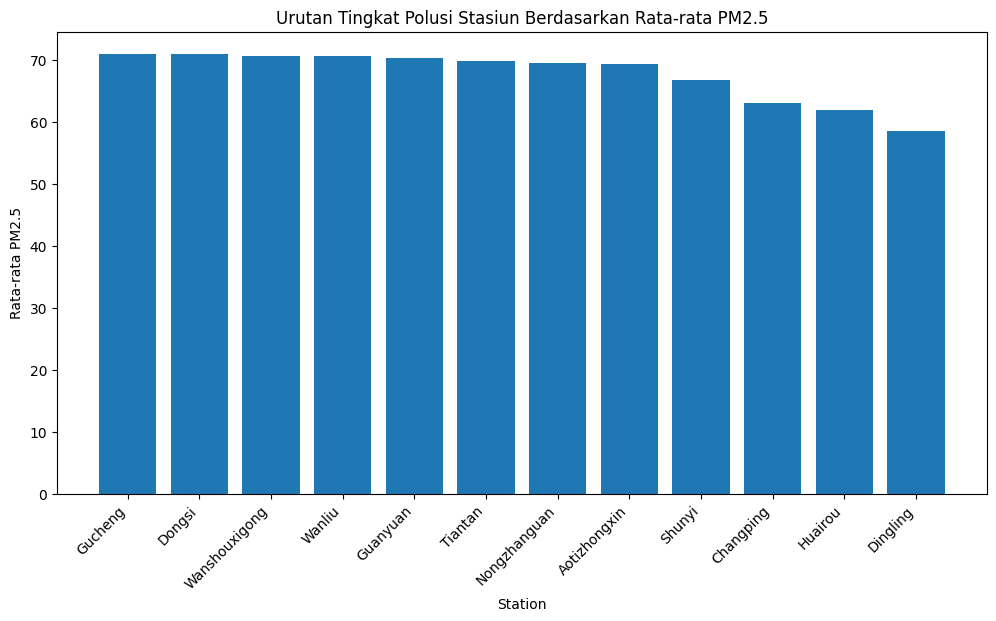 Urutan Tingkat Polusi Stasiun Berdasarkan Rata-rata PM2.5
Rata-rata PM2.5
70
60
50
40
30
20
10
0
Gucheng
Dongsi
Wanshouxigong
Wanliu
Guanyuan
Tiantan
Nongzhanguan
Aotizhongxin
Shunyi
Changping
Huairou
Dingling
Station